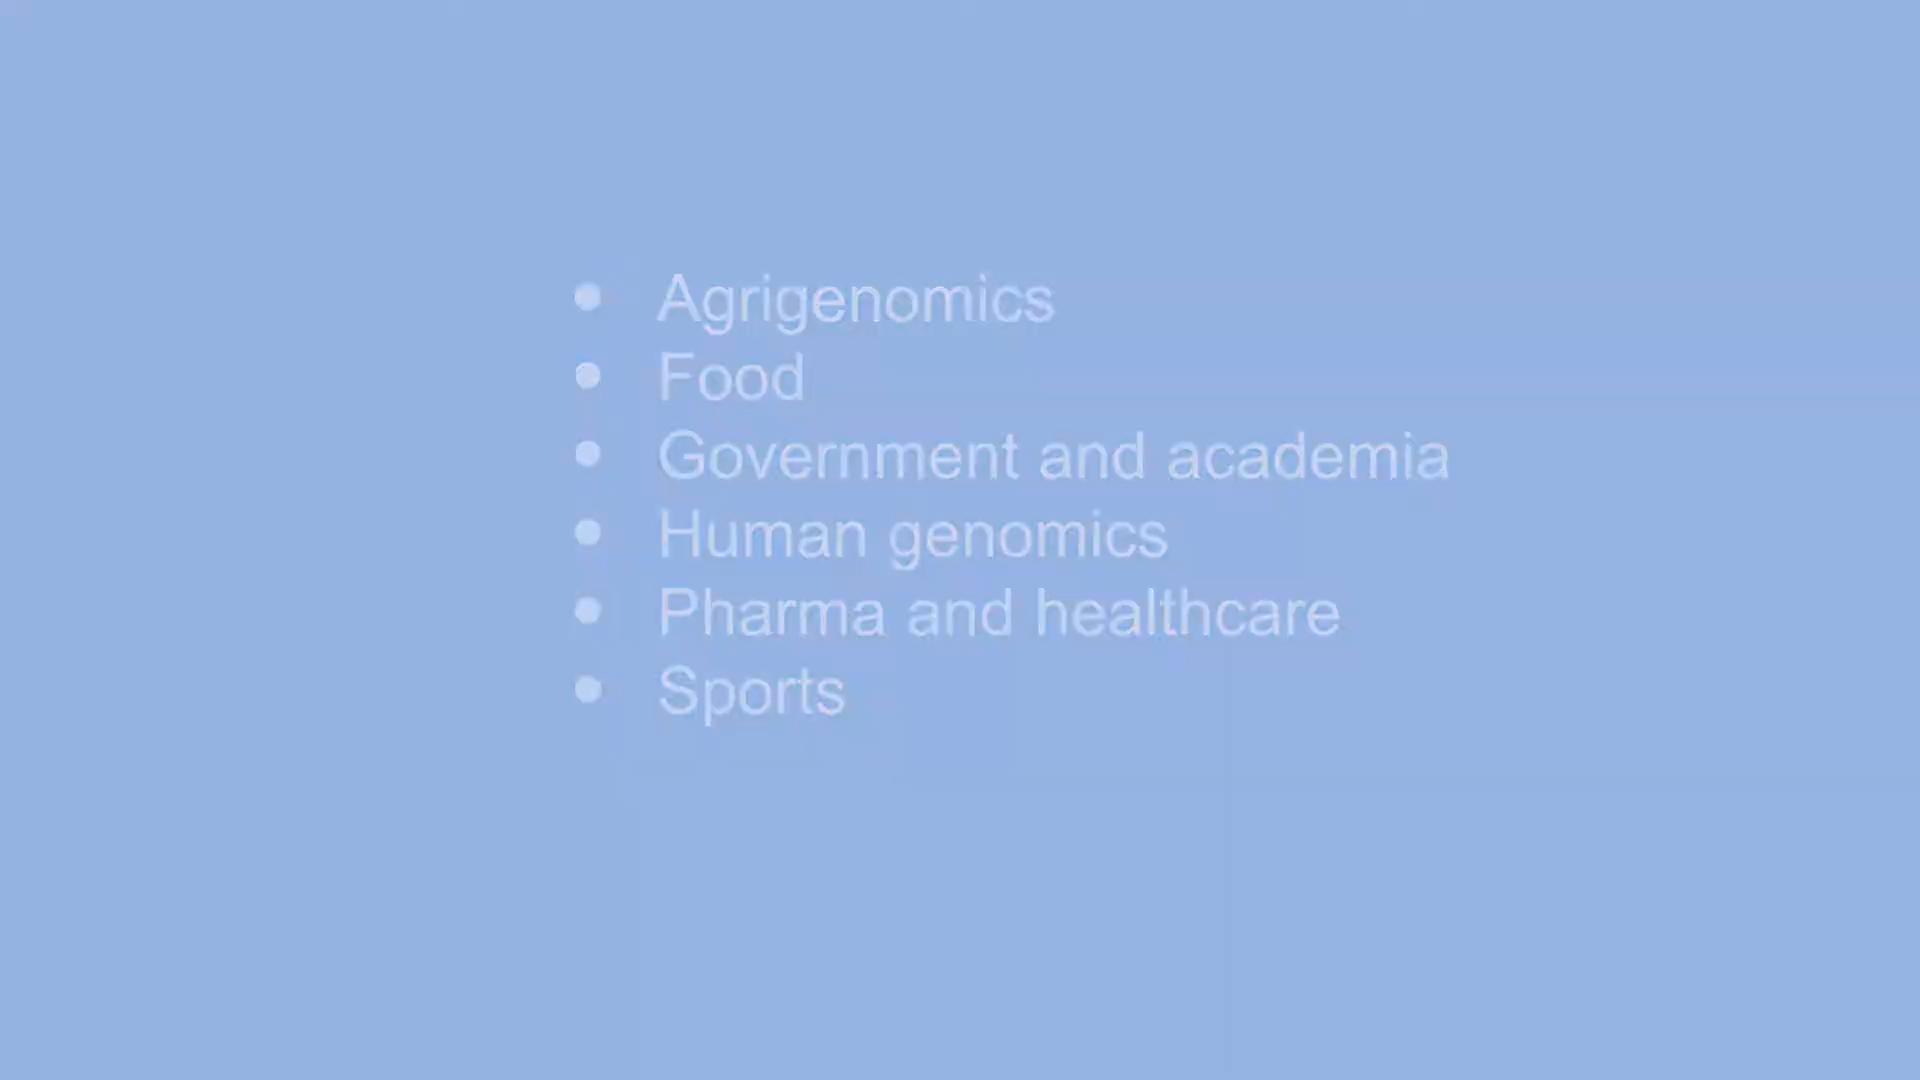 • Agrigenomics
• Food
• Government and academia
• Human genomics
• Pharma and healthcare
• Sports